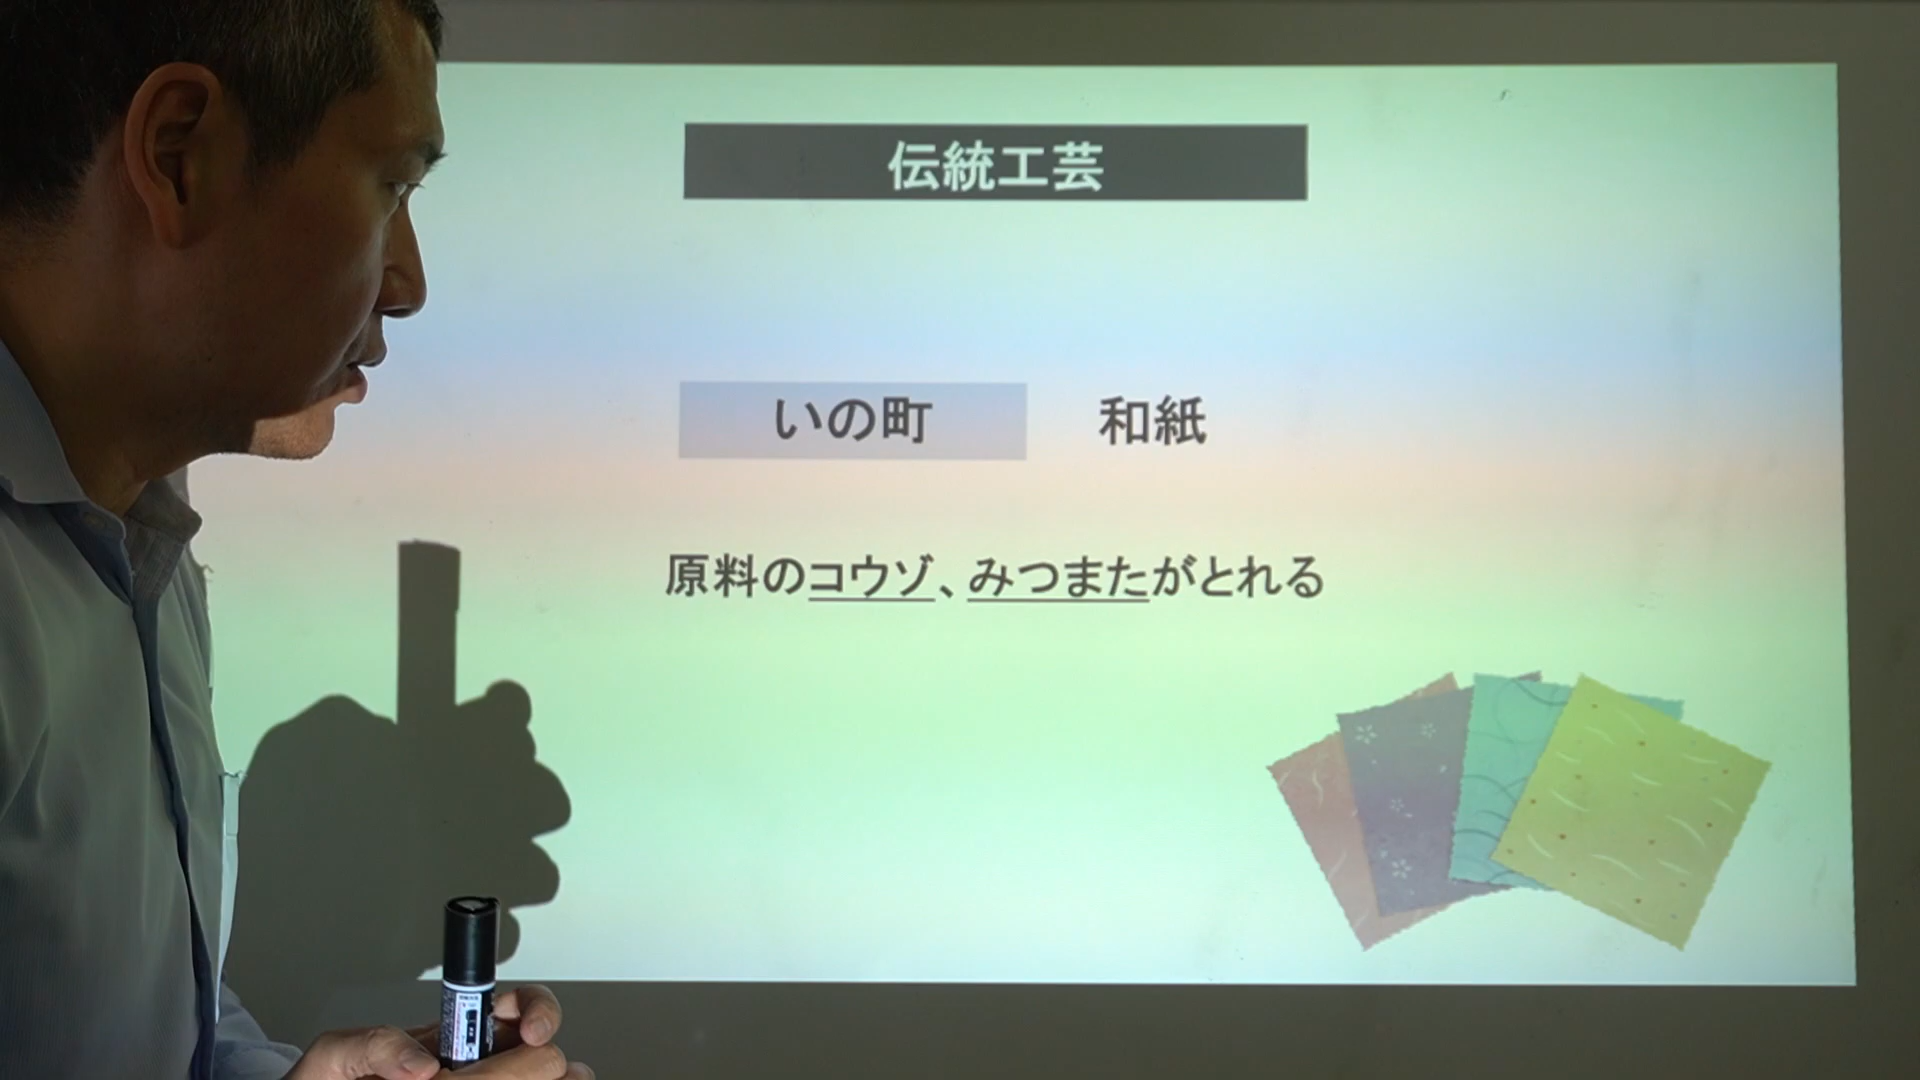 伝統工芸
いの町 和紙
原料のコウゾ、みつまたがとれる